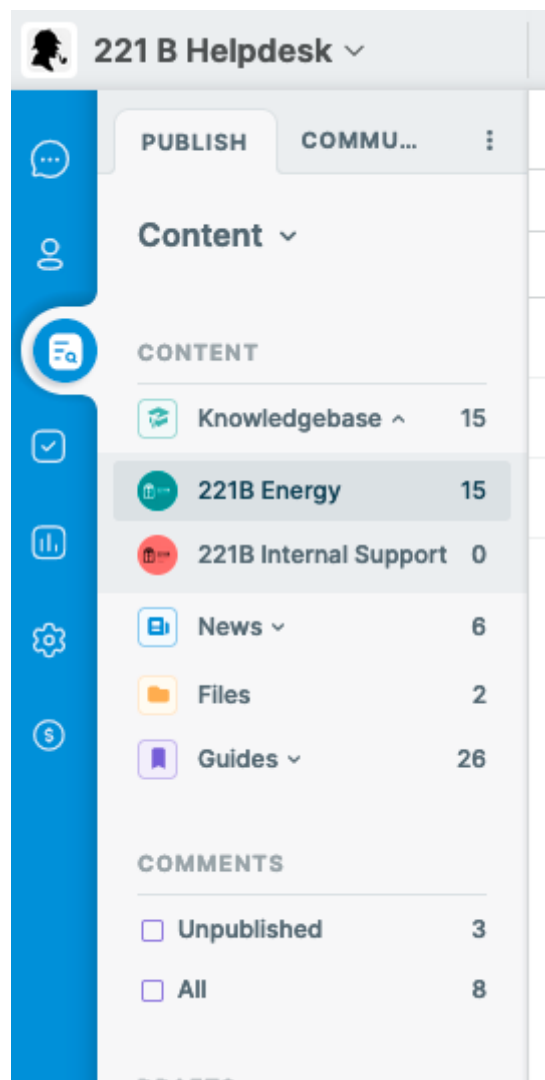 221 B Helpdesk
PUBLISH COMMU...
Content
CONTENT
Knowledgebase 15
221B Energy 15
221B Internal Support 0
News 6
Files 2
Guides 26
COMMENTS
Unpublished 3
All 8